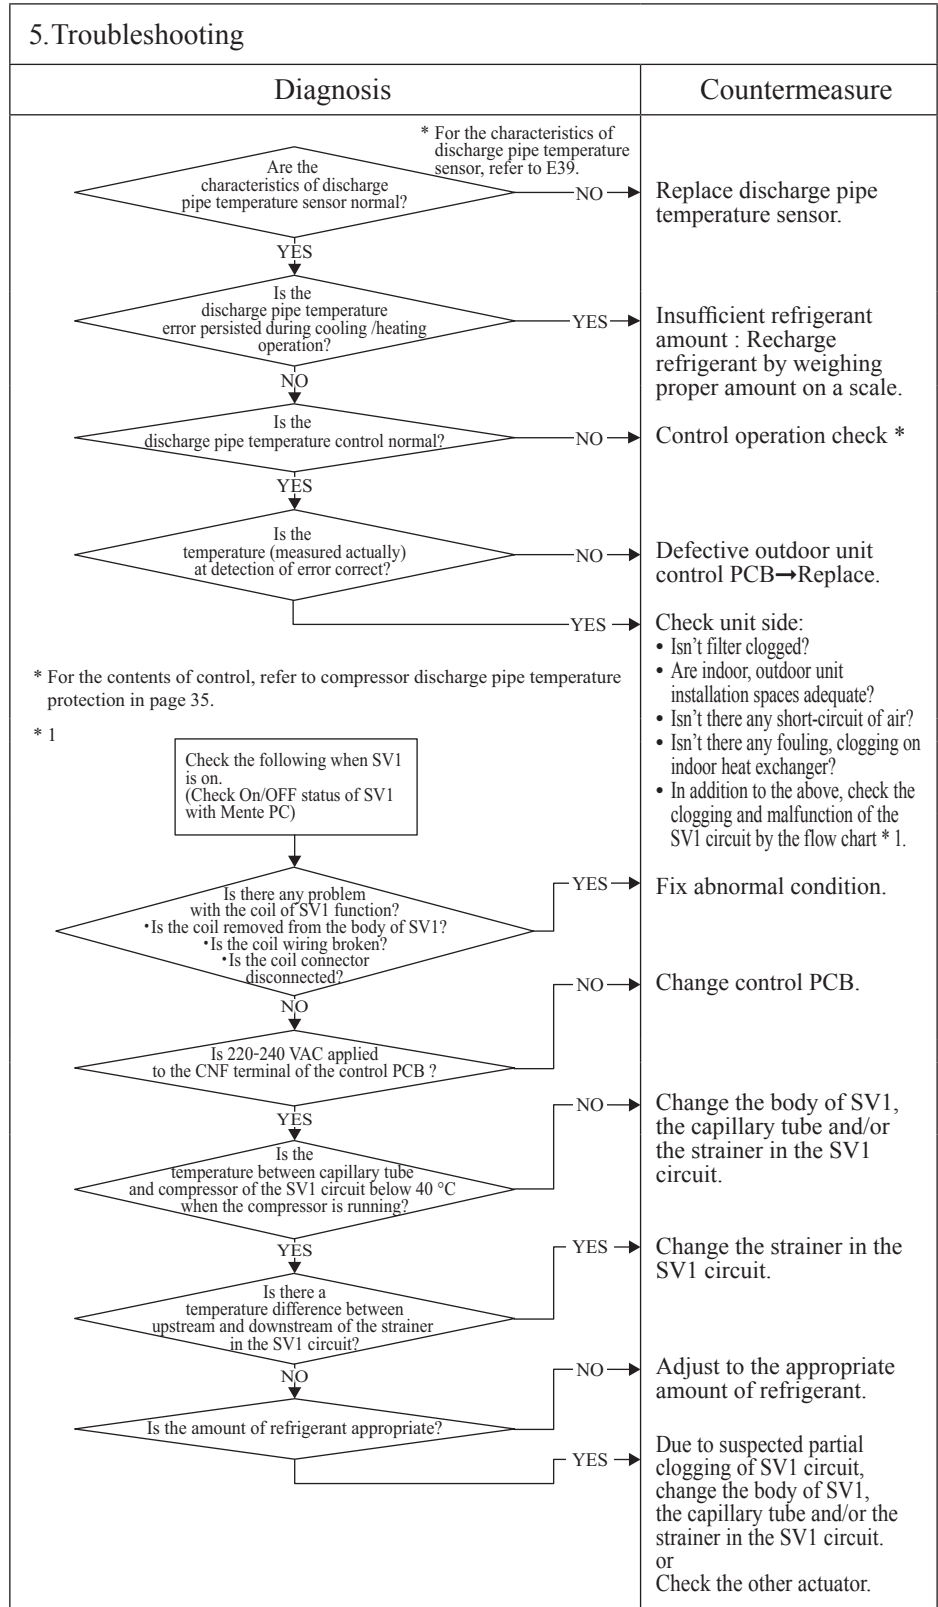 5.Troubleshooting
Diagnosis
Countermeasure
* For the characteristics of
discharge pipe temperature
sensor, refer to E39.
Are the
characteristics of discharge
pipe temperature sensor normal?
NO
Replace discharge pipe
temperature sensor.
YES
Is the
discharge pipe temperature
error persisted during cooling /heating
operation?
YES
Insufficient refrigerant
amount : Recharge
refrigerant by weighing
proper amount on a scale.
NO
Is the
discharge pipe temperature control normal?
NO
Control operation check *
YES
Is the
temperature (measured actually)
at detection of error correct?
NO
Defective outdoor unit
control PCB→Replace.
YES
Check unit side:
• Isn't filter clogged?
• Are indoor, outdoor unit
installation spaces adequate?
• Isn't there any short-circuit of air?
• Isn't there any fouling, clogging on
indoor heat exchanger?
• In addition to the above, check the
clogging and malfunction of the
SV1 circuit by the flow chart * 1.
* For the contents of control, refer to compressor discharge pipe temperature
protection in page 35.
* 1
Check the following when SV1
is on.
(Check On/OFF status of SV1
with Mente PC)
Is there any problem
with the coil of SV1 function?
・Is the coil removed from the body of SV1?
・Is the coil wiring broken?
・Is the coil connector
disconnected?
YES
Fix abnormal condition.
NO
Is 220-240 VAC applied
to the CNF terminal of the control PCB ?
NO
Change control PCB.
YES
Is the
temperature between capillary tube
and compressor of the SV1 circuit below 40 °C
when the compressor is running?
NO
Change the body of SV1,
the capillary tube and/or
the strainer in the SV1
circuit.
YES
Is there a
temperature difference between
upstream and downstream of the strainer
in the SV1 circuit?
YES
Change the strainer in the
SV1 circuit.
NO
Is the amount of refrigerant appropriate?
NO
Adjust to the appropriate
amount of refrigerant.
YES
Due to suspected partial
clogging of SV1 circuit,
change the body of SV1,
the capillary tube and/or the
strainer in the SV1 circuit.
or
Check the other actuator.